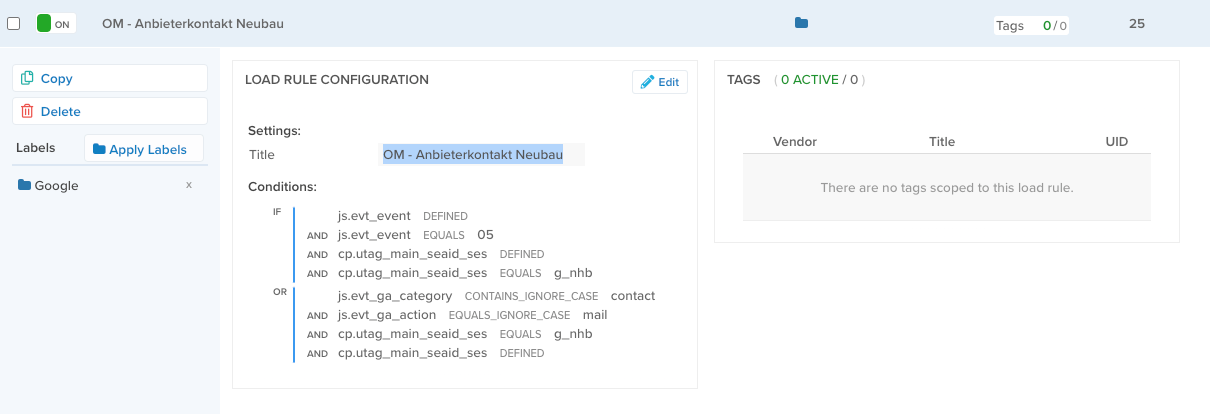 ON OM - Anbieterkontakt Neubau Tags 0 / 0 25
Copy
Delete
Labels Apply Labels
Google x
LOAD RULE CONFIGURATION Edit
Settings:
Title OM - Anbieterkontakt Neubau
Conditions:
IF js.evt_event DEFINED
AND js.evt_event EQUALS 05
AND cp.utag_main_seaid_ses DEFINED
AND cp.utag_main_seaid_ses EQUALS g_nhb
OR js.evt_ga_category CONTAINS_IGNORE_CASE contact
AND js.evt_ga_action EQUALS_IGNORE_CASE mail
AND cp.utag_main_seaid_ses EQUALS g_nhb
AND cp.utag_main_seaid_ses DEFINED
TAGS ( 0 ACTIVE / 0 )
Vendor Title UID
There are no tags scoped to this load rule.